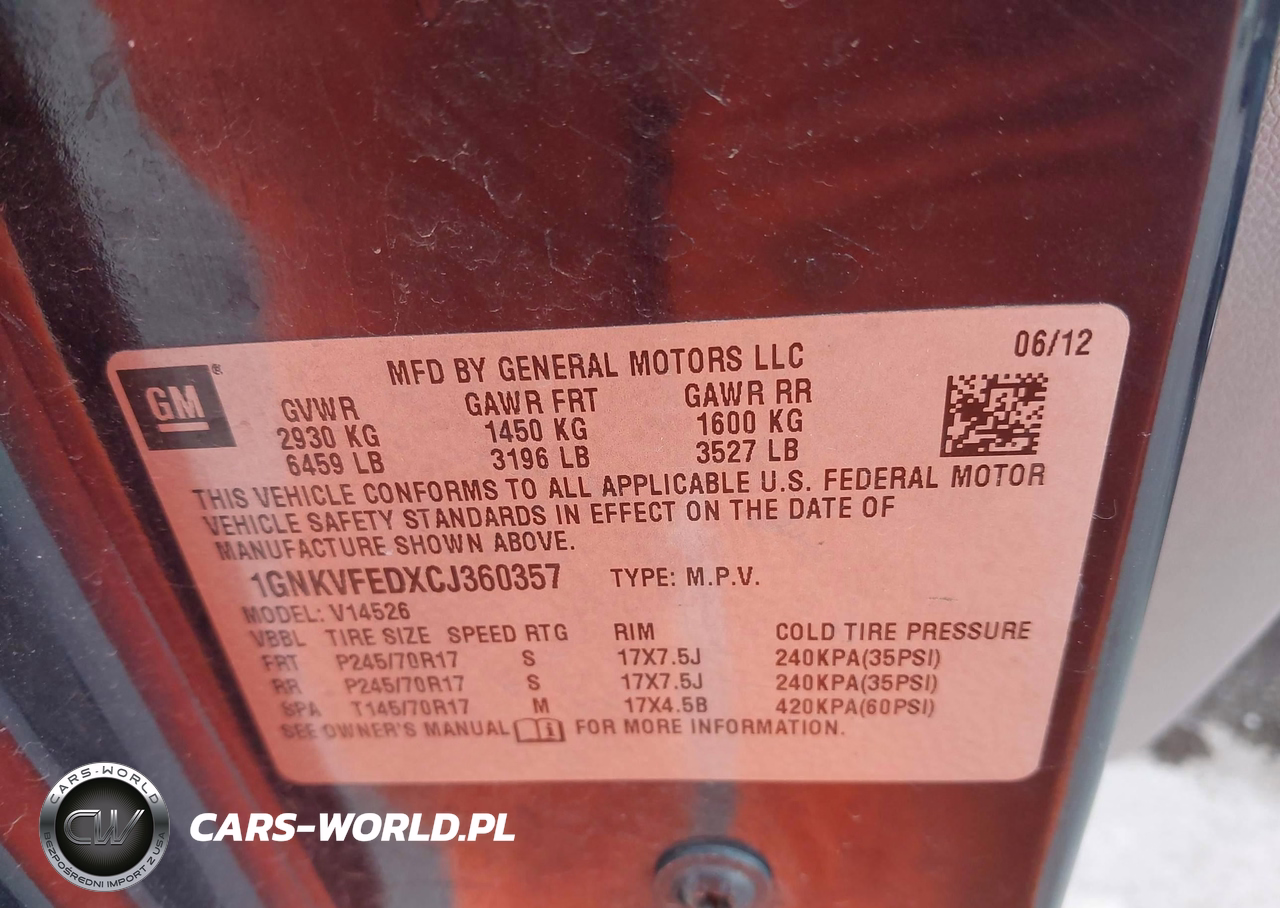 06/12
MFD BY GENERAL MOTORS LLC
GM
GVWR GAWR FRT GAWR RR
2930 KG 1450 KG 1600 KG
6459 LB 3196 LB 3527 LB
THIS VEHICLE CONFORMS TO ALL APPLICABLE U.S. FEDERAL MOTOR
VEHICLE SAFETY STANDARDS IN EFFECT ON THE DATE OF
MANUFACTURE SHOWN ABOVE.
1GNKVFEDXCJ360357 TYPE: M.P.V.
MODEL: V14526
VBBL TIRE SIZE SPEED RTG RIM COLD TIRE PRESSURE
FRT P245/70R17 S 17X7.5J 240KPA(35PSI)
RR P245/70R17 S 17X7.5J 240KPA(35PSI)
SPA T145/70R17 M 17X4.5B 420KPA(60PSI)
SEE OWNER'S MANUAL FOR MORE INFORMATION.
CARS-WORLD
CW
BEZPOŚREDNI IMPORT Z USA
CARS-WORLD.PL